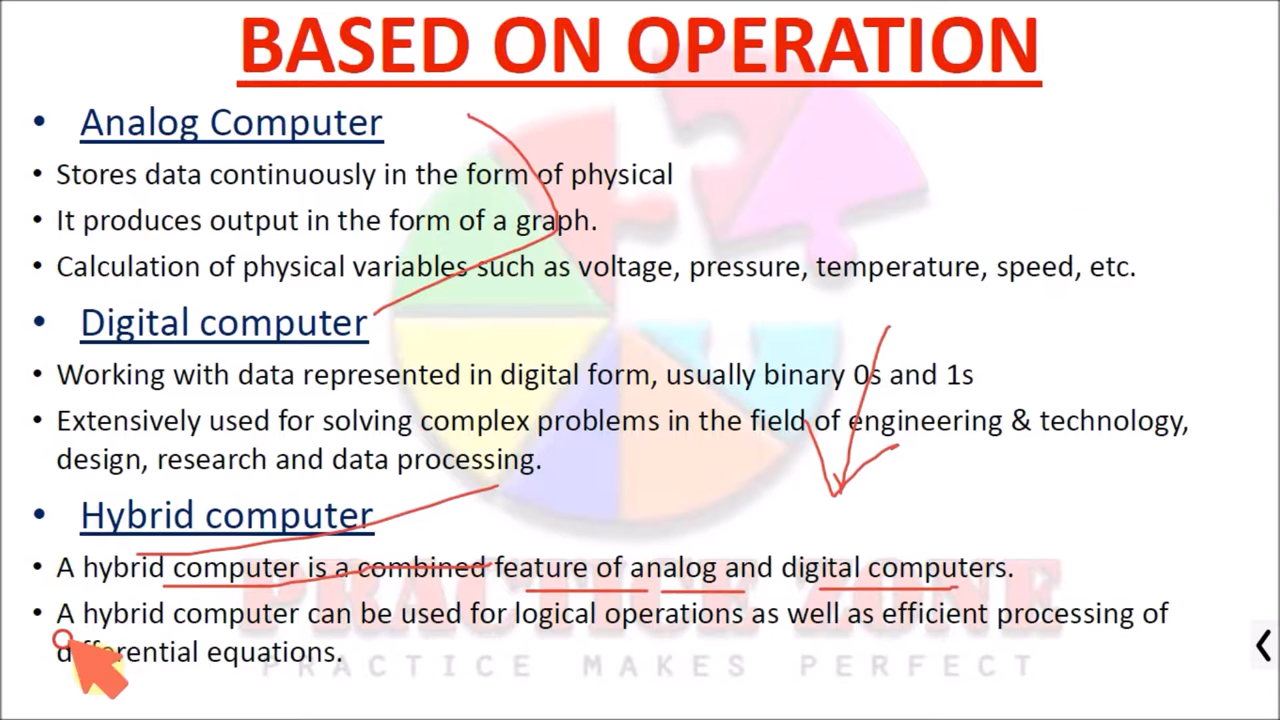 BASED ON OPERATION
• Analog Computer
• Stores data continuously in the form of physical
• It produces output in the form of a graph.
• Calculation of physical variables such as voltage, pressure, temperature, speed, etc.
• Digital computer
• Working with data represented in digital form, usually binary 0s and 1s
• Extensively used for solving complex problems in the field of engineering & technology,
design, research and data processing.
• Hybrid computer
• A hybrid computer is a combined feature of analog and digital computers.
• A hybrid computer can be used for logical operations as well as efficient processing of
differential equations.
PRACTICE ZONE
PRACTICE MAKES PERFECT